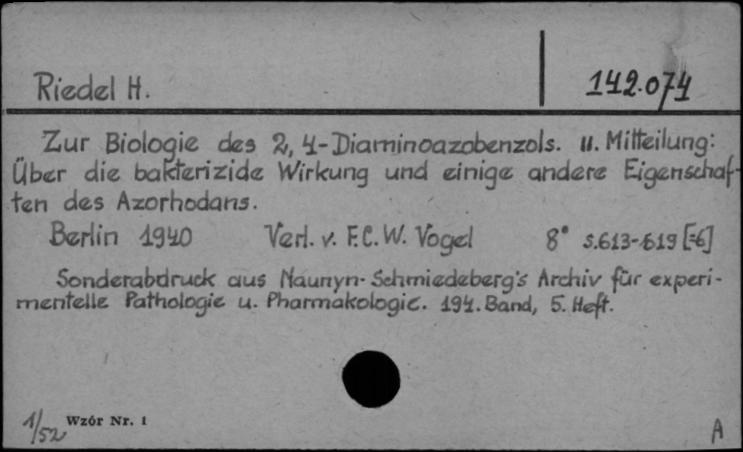 Riedel H. 142.074
Zur Biologie des 2,4-Diaminoazobenzols. II. Mitteilung:
Über die bakterizide Wirkung und einige andere Eigenschaf-
ten des Azorhodans.
Berlin 1940 Verl. v. F.C.W. Vogel 8° s.613-619 [=6]
Sonderabdruck aus Naunyn-Schmiedeberg's Archiv für experi-
mentelle Pathologie u. Pharmakologie. 194. Band, 5. Heft.
1/52 Wzór Nr. 1 A